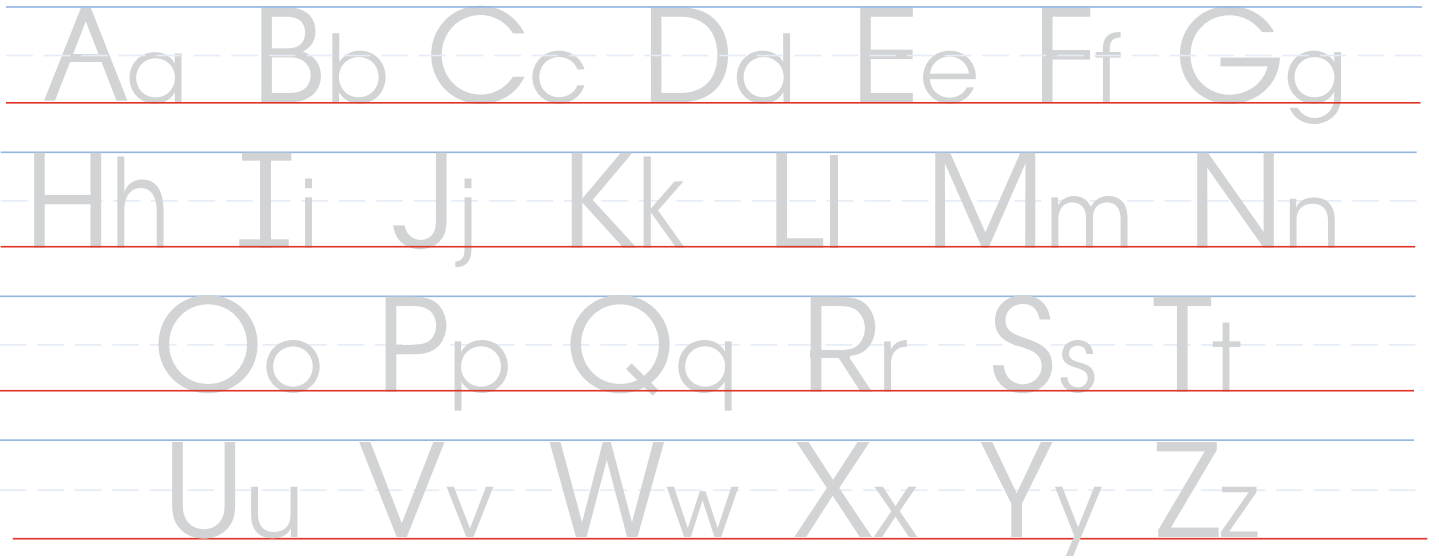 Aa Bb Cc Dd Ee Ff Gg
Hh Ii Jj Kk Ll Mm Nn
Oo Pp Qq Rr Ss Tt
Uu Vv Ww Xx Yy Zz